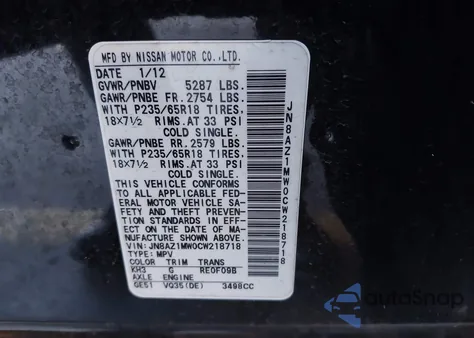 MFD BY NISSAN MOTOR CO.,LTD.
DATE 1/12
GVWR/PNBV 5287 LBS.
GAWR/PNBE FR. 2754 LBS.
WITH P235/65R18 TIRES,
18X7½ RIMS.AT 33 PSI
COLD SINGLE.
GAWR/PNBE RR. 2579 LBS.
WITH P235/65R18 TIRES,
18X7½ RIMS.AT 33 PSI
COLD SINGLE.
THIS VEHICLE CONFORMS
TO ALL APPLICABLE FED-
ERAL MOTOR VEHICLE
SAFETY AND THEFT PREV-
ENTION STANDARDS IN EFF-
ECT ON THE DATE OF MAN-
UFACTURE SHOWN ABOVE.
VIN: JN8AZ1MW0CW218718
TYPE: MPV
COLOR TRIM TRANS
KH3 G RE0F09B
AXLE ENGINE
GE51 VQ35(DE) 3498CC
JN8AZ1MW0CW218718
AutoSnap